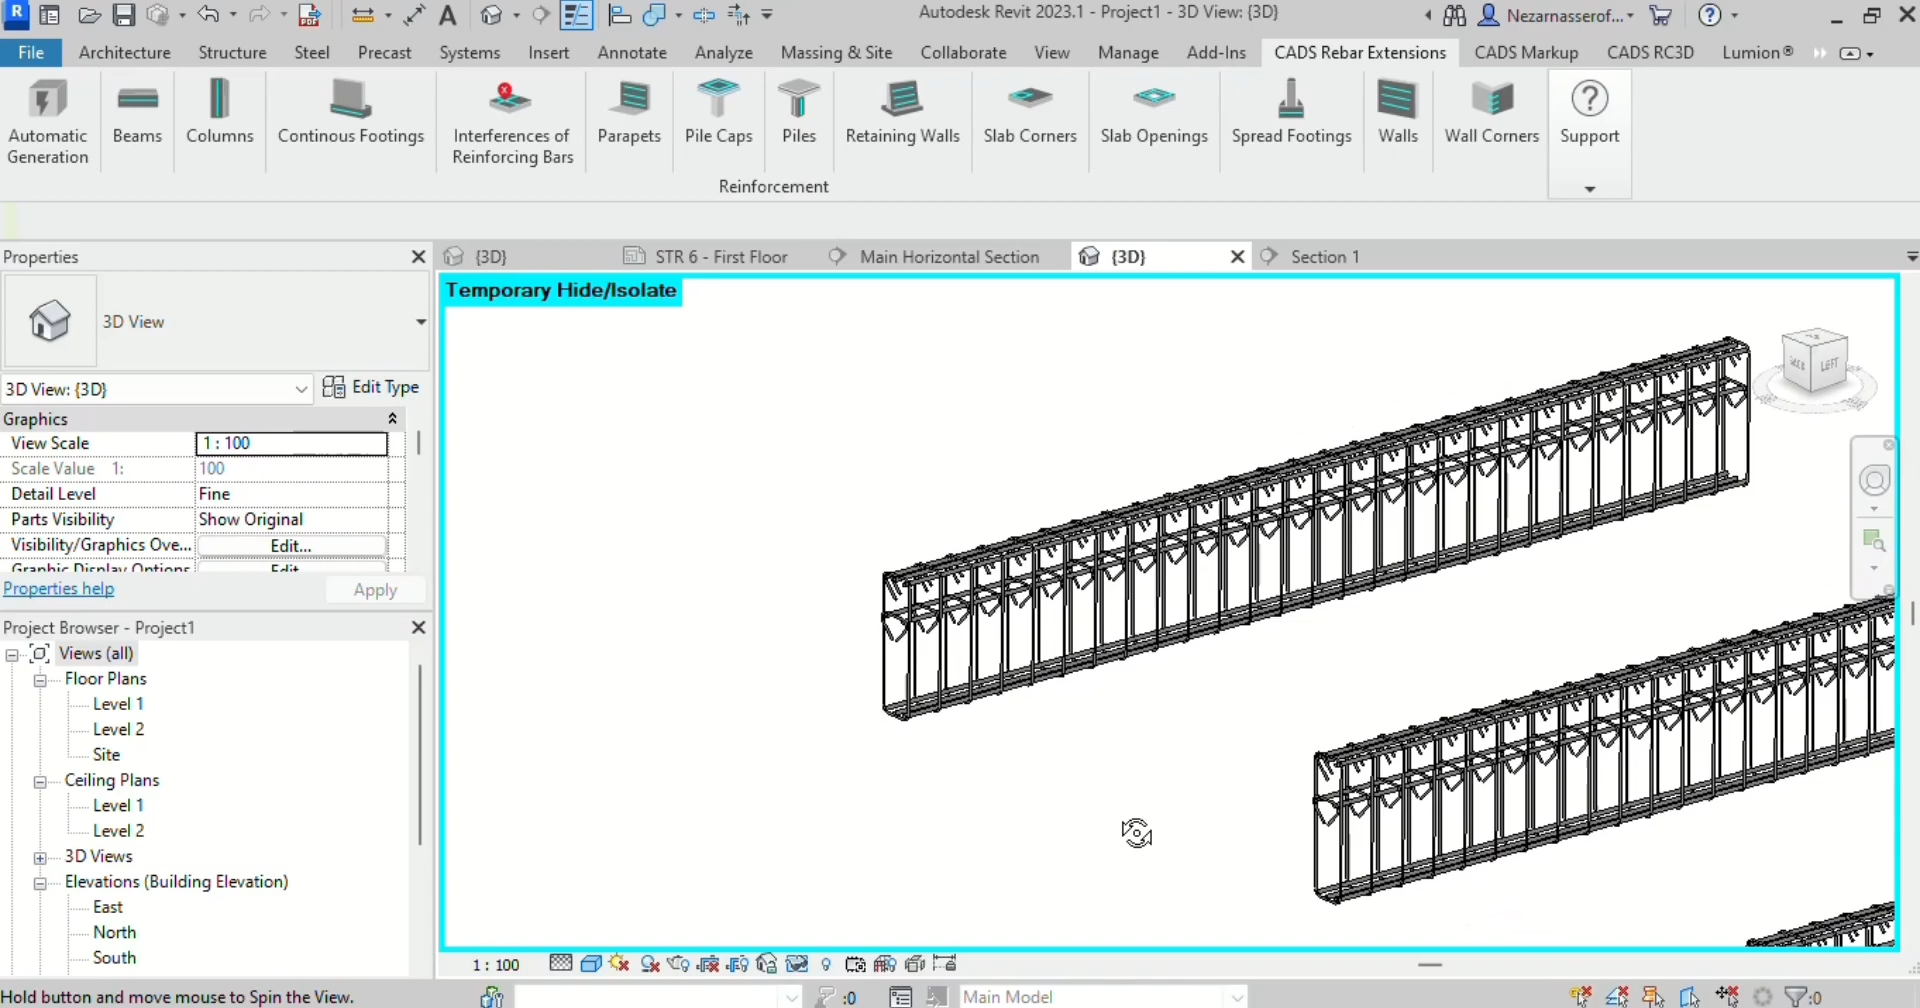 Autodesk Revit 2023.1 - Project1 - 3D View: {3D}
Nezarnasserof...
File Architecture Structure Steel Precast Systems Insert Annotate Analyze Massing & Site Collaborate View Manage Add-Ins CADS Rebar Extensions CADS Markup CADS RC3D Lumion®
Automatic Generation
Beams
Columns
Continous Footings
Interferences of Reinforcing Bars
Parapets
Pile Caps
Piles
Retaining Walls
Slab Corners
Slab Openings
Spread Footings
Walls
Wall Corners
Support
Reinforcement
Properties
{3D}
STR 6 - First Floor
Main Horizontal Section
{3D}
Section 1
3D View
3D View: {3D}
Edit Type
Graphics
View Scale 1 : 100
Scale Value 1: 100
Detail Level Fine
Parts Visibility Show Original
Visibility/Graphics Ove... Edit...
Graphic Display Options Edit
Properties help
Apply
Project Browser - Project1
Views (all)
Floor Plans
Level 1
Level 2
Site
Ceiling Plans
Level 1
Level 2
3D Views
Elevations (Building Elevation)
East
North
South
Temporary Hide/Isolate
LEFT
1 : 100
Hold button and move mouse to Spin the View.
:0
Main Model
:0